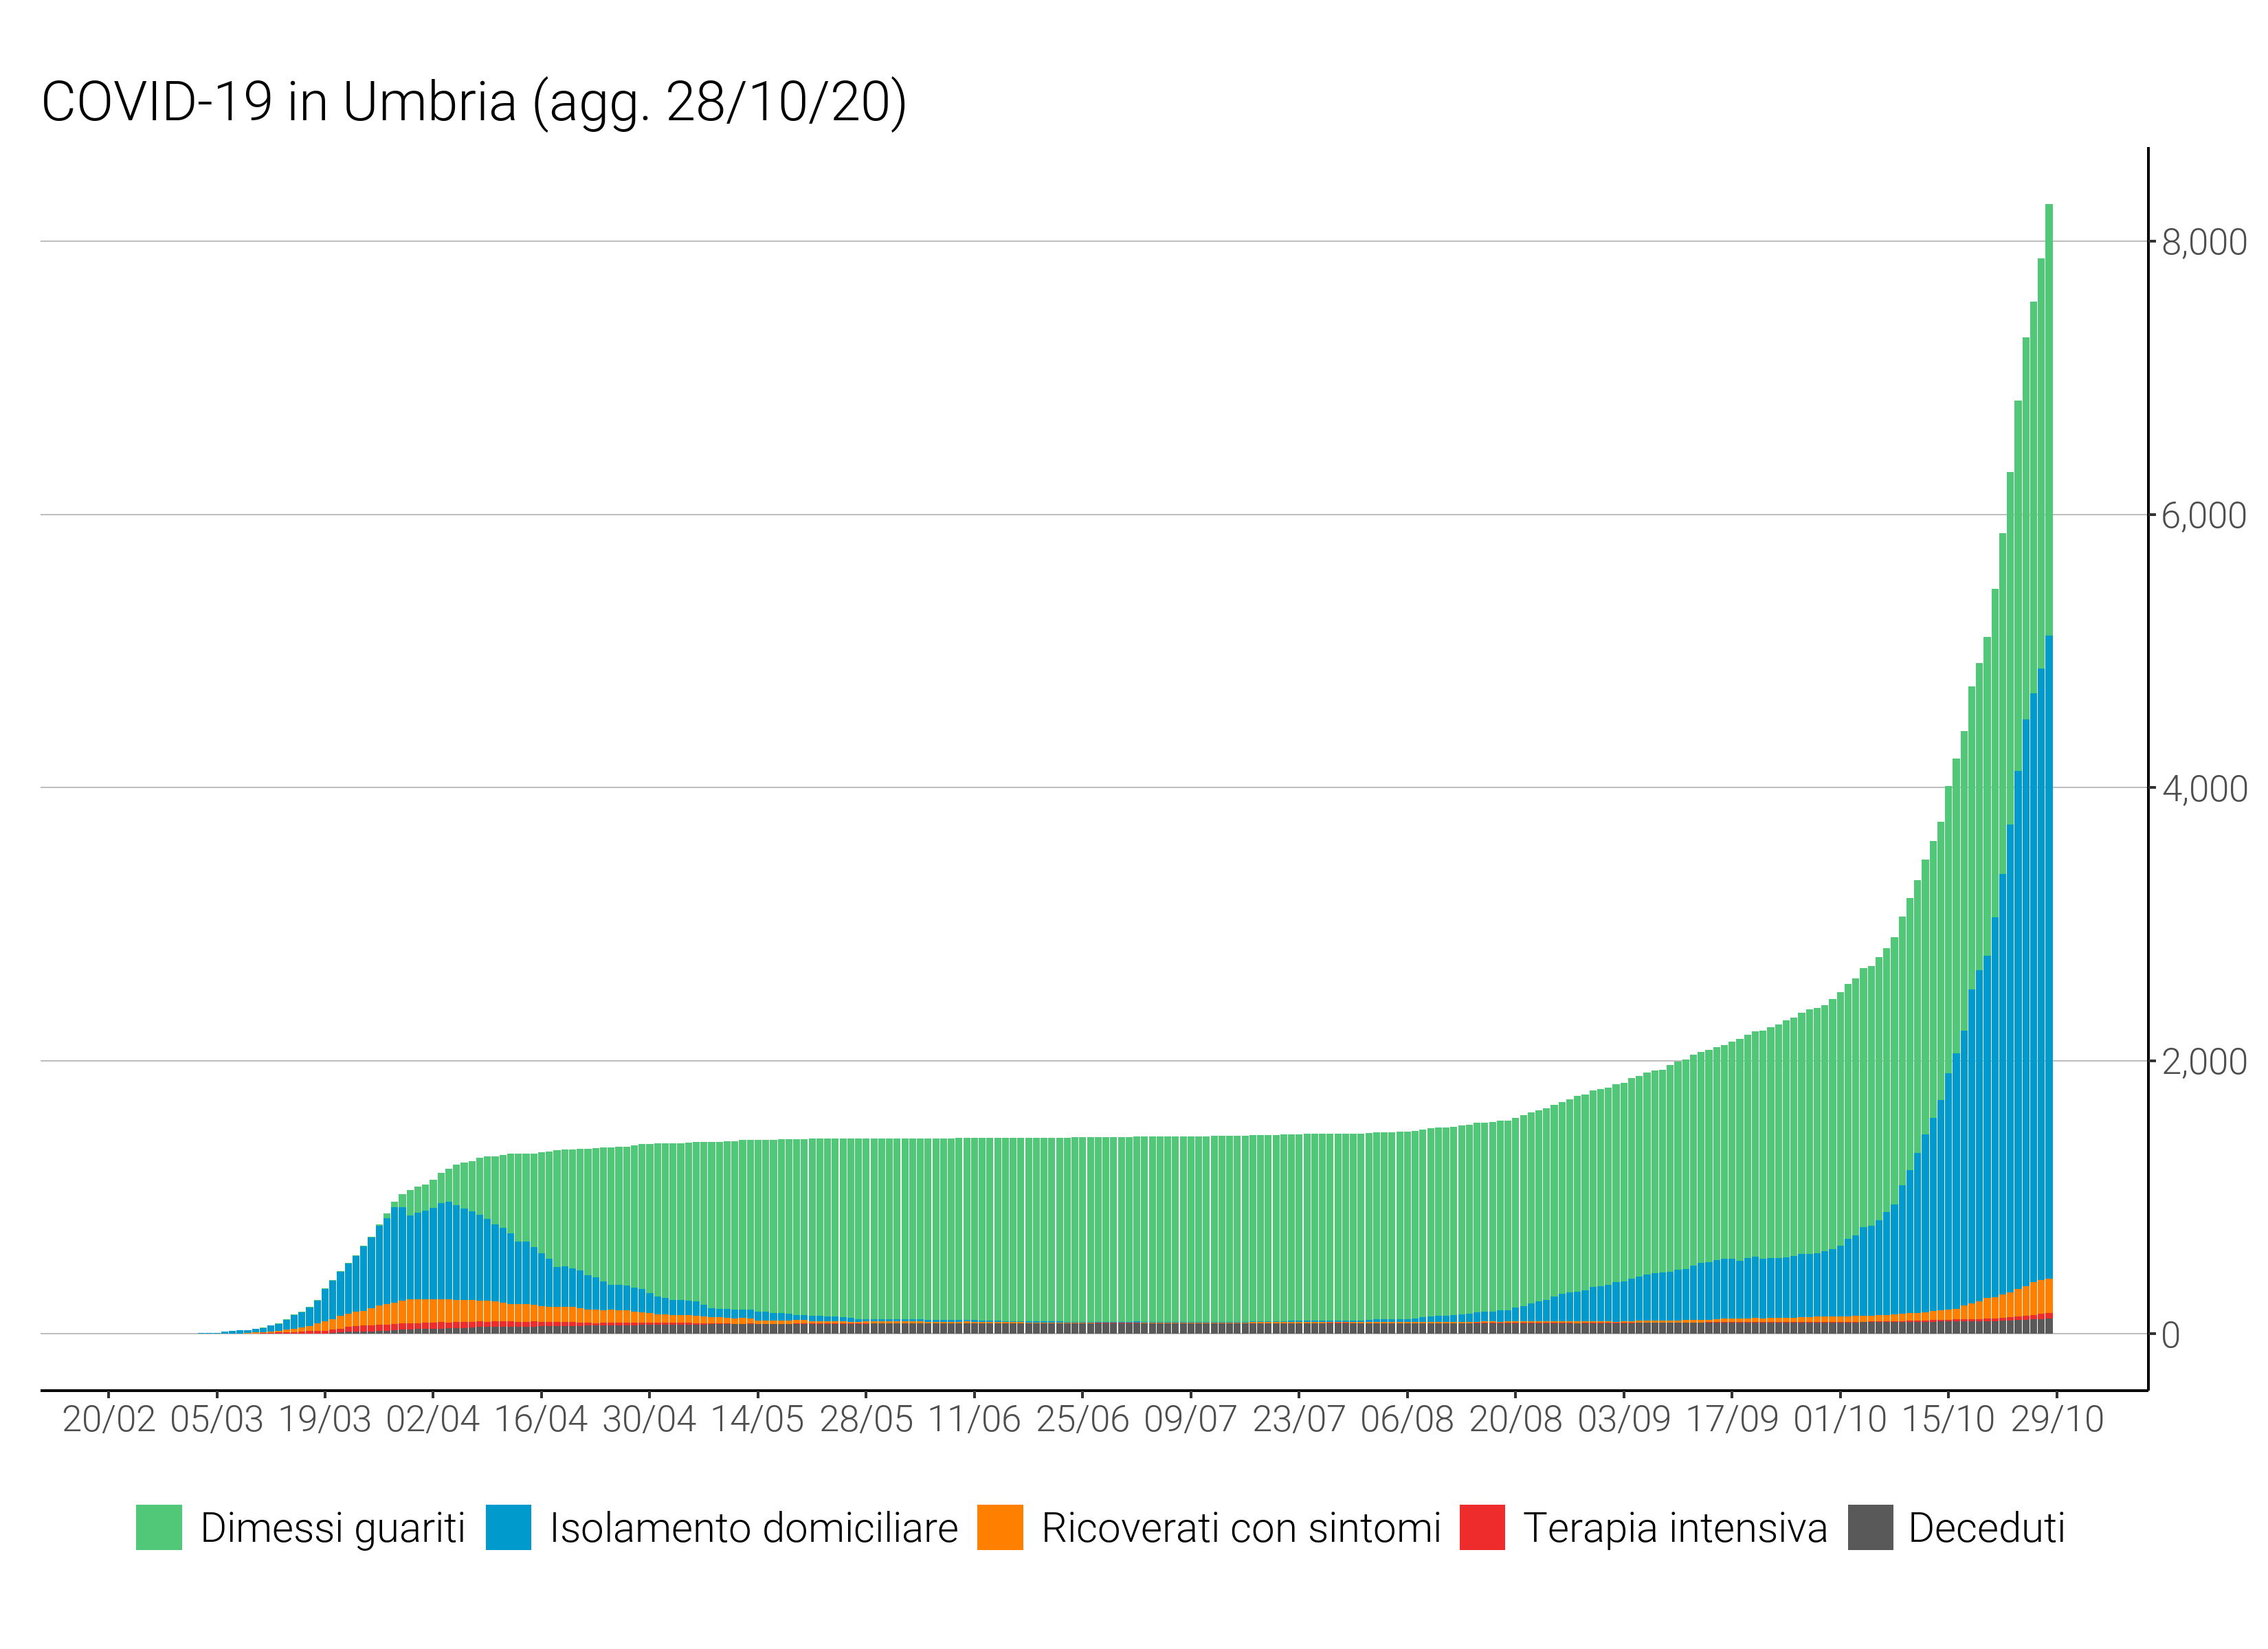 COVID-19 in Umbria (agg. 28/10/20)
8,000
6,000
4,000
2,000
0
20/02 05/03 19/03 02/04 16/04 30/04 14/05 28/05 11/06 25/06 09/07 23/07 06/08 20/08 03/09 17/09 01/10 15/10 29/10
Dimessi guariti Isolamento domiciliare Ricoverati con sintomi Terapia intensiva Deceduti